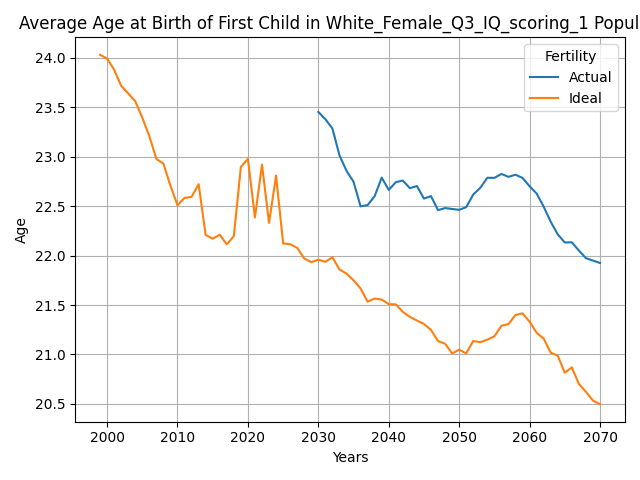 Average Age at Birth of First Child in White_Female_Q3_IQ_scoring_1 Popul
Fertility
Actual
Ideal
24.0
23.5
23.0
22.5
22.0
21.5
21.0
20.5
Age
2000 2010 2020 2030 2040 2050 2060 2070
Years